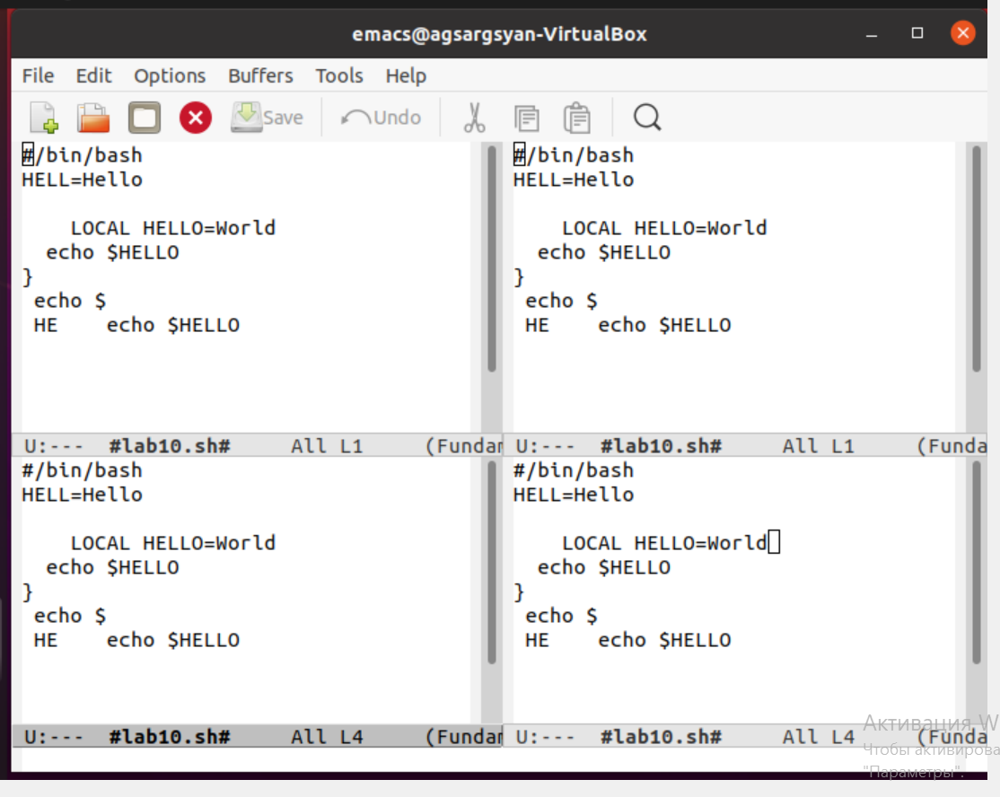 emacs@agsargsyan-VirtualBox
File Edit Options Buffers Tools Help
Save Undo
#/bin/bash
HELL=Hello
LOCAL HELLO=World
echo $HELLO
}
echo $
HE echo $HELLO
U:--- #lab10.sh# All L1 (Fundam
#/bin/bash
HELL=Hello
LOCAL HELLO=World
echo $HELLO
}
echo $
HE echo $HELLO
U:--- #lab10.sh# All L1 (Funda
#/bin/bash
HELL=Hello
LOCAL HELLO=World
echo $HELLO
}
echo $
HE echo $HELLO
U:--- #lab10.sh# All L4 (Fundam
#/bin/bash
HELL=Hello
LOCAL HELLO=World
echo $HELLO
}
echo $
HE echo $HELLO
U:--- #lab10.sh# All L4 (Funda
Активация W
Чтобы активирова
"Параметры".